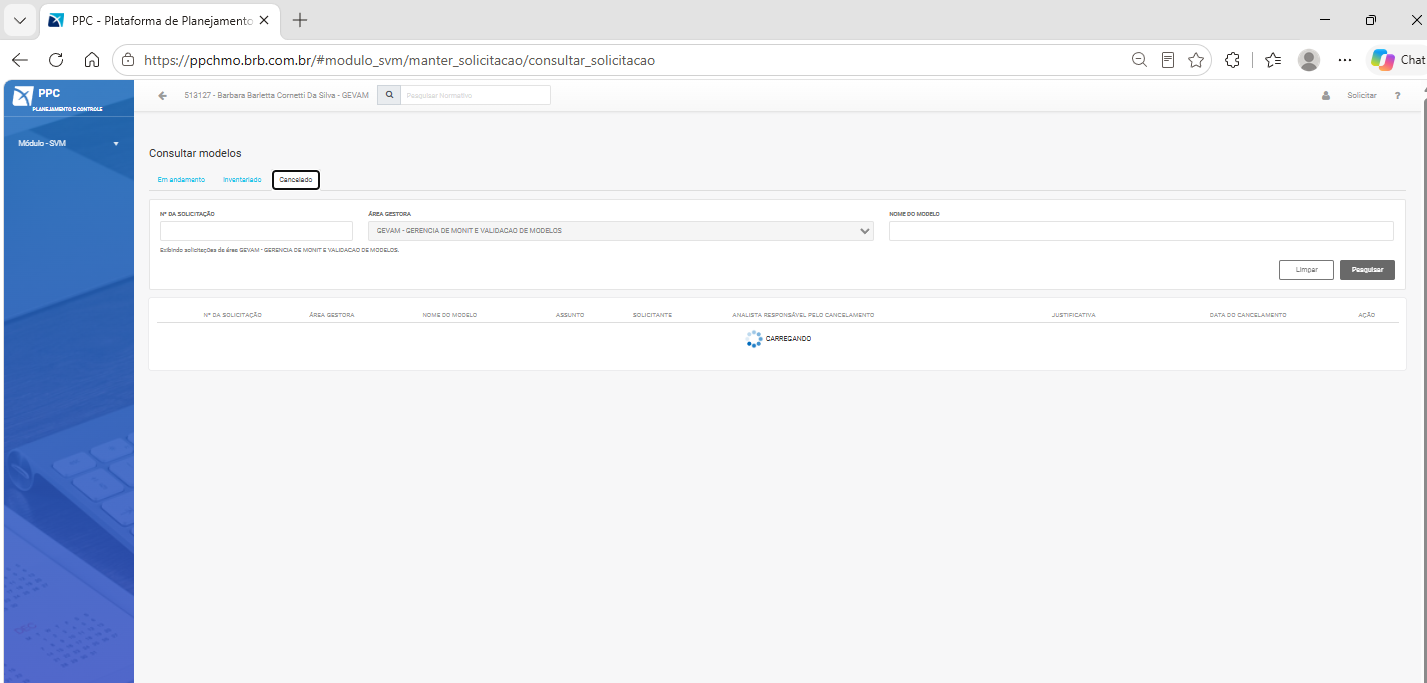 PPC - Plataforma de Planejamento
https://ppchmo.brb.com.br/#modulo_svm/manter_solicitacao/consultar_solicitacao
Chat
PPC
PLANEJAMENTO E CONTROLE
513127 - Barbara Barletta Cornetti Da Silva - GEVAM
Pesquisar Normativo
Solicitar
?
Módulo - SVM
Consultar modelos
Em andamento
Inventariado
Cancelado
Nº DA SOLICITAÇÃO
ÁREA GESTORA
NOME DO MODELO
GEVAM - GERENCIA DE MONIT E VALIDACAO DE MODELOS
Exibindo solicitações da área GEVAM - GERENCIA DE MONIT E VALIDACAO DE MODELOS.
Limpar
Pesquisar
Nº DA SOLICITAÇÃO
ÁREA GESTORA
NOME DO MODELO
ASSUNTO
SOLICITANTE
ANALISTA RESPONSÁVEL PELO CANCELAMENTO
JUSTIFICATIVA
DATA DO CANCELAMENTO
AÇÃO
CARREGANDO